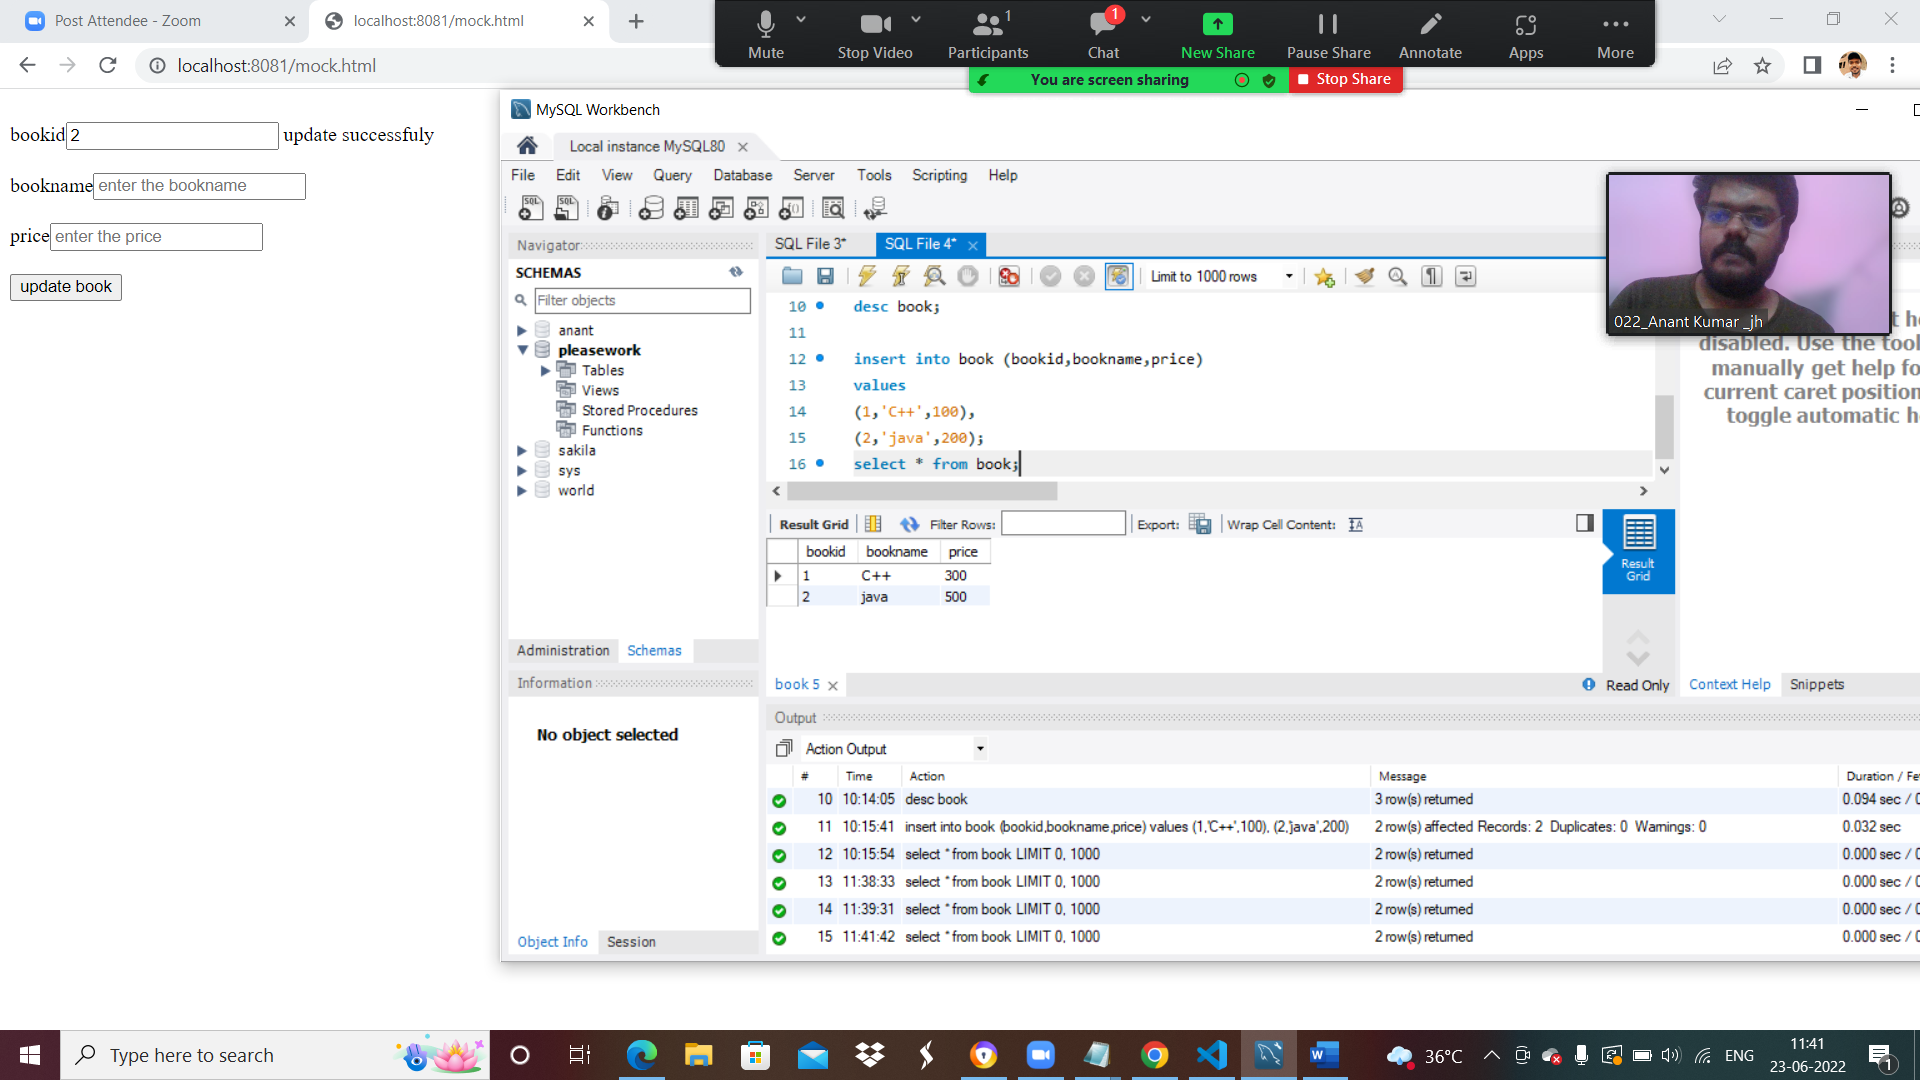 Post Attendee - Zoom
localhost:8081/mock.html
Mute
Stop Video
Participants
1
Chat
1
New Share
Pause Share
Annotate
Apps
More
localhost:8081/mock.html
You are screen sharing
Stop Share
MySQL Workbench
bookid 2 update successfuly
bookname enter the bookname
price enter the price
update book
Local instance MySQL80
File Edit View Query Database Server Tools Scripting Help
Navigator
SCHEMAS
Filter objects
anant
pleasework
Tables
Views
Stored Procedures
Functions
sakila
sys
world
Administration Schemas
Information
No object selected
Object Info Session
SQL File 3*
SQL File 4*
Limit to 1000 rows
10 desc book;
11
12 insert into book (bookid,bookname,price)
13 values
14 (1,'C++',100),
15 (2,'java',200);
16 select * from book;
022_Anant Kumar _jh
disabled. Use the tool
manually get help fo
current caret position
toggle automatic h
Result Grid Filter Rows: Export: Wrap Cell Content:
bookid bookname price
1 C++ 300
2 java 500
Result
Grid
book 5
Read Only
Context Help Snippets
Output
Action Output
# Time Action Message Duration / Fe
10 10:14:05 desc book 3 row(s) returned 0.094 sec / 0
11 10:15:41 insert into book (bookid,bookname,price) values (1,'C++',100), (2,'java',200) 2 row(s) affected Records: 2 Duplicates: 0 Warnings: 0 0.032 sec
12 10:15:54 select * from book LIMIT 0, 1000 2 row(s) returned 0.000 sec / 0
13 11:38:33 select * from book LIMIT 0, 1000 2 row(s) returned 0.000 sec / 0
14 11:39:31 select * from book LIMIT 0, 1000 2 row(s) returned 0.000 sec / 0
15 11:41:42 select * from book LIMIT 0, 1000 2 row(s) returned 0.000 sec / 0
Type here to search
36°C
ENG
11:41
23-06-2022
1